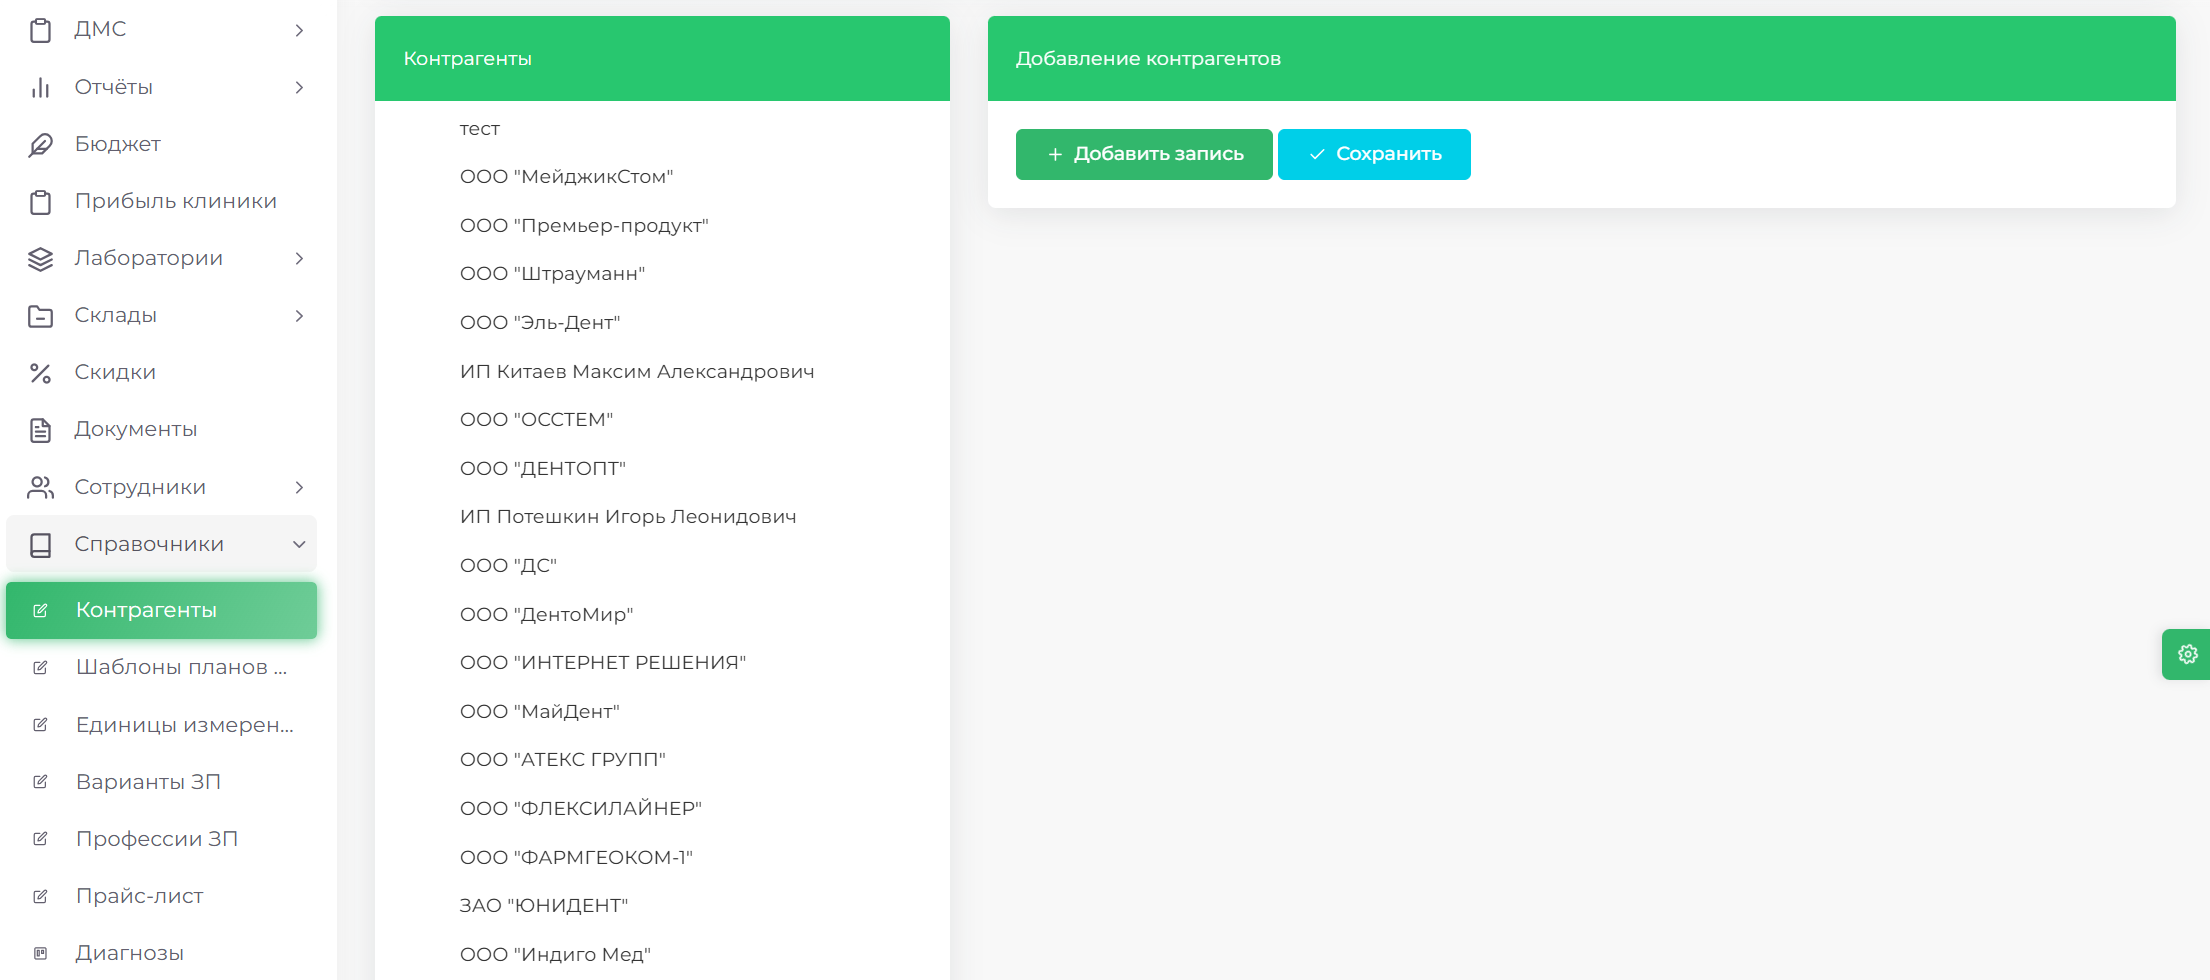 ДМС
Отчёты
Бюджет
Прибыль клиники
Лаборатории
Склады
Скидки
Документы
Сотрудники
Справочники
Контрагенты
Шаблоны планов ...
Единицы измерен...
Варианты ЗП
Профессии ЗП
Прайс-лист
Диагнозы
Контрагенты
тест
ООО "МейджикСтом"
ООО "Премьер-продукт"
ООО "Штрауманн"
ООО "Эль-Дент"
ИП Китаев Максим Александрович
ООО "ОССТЕМ"
ООО "ДЕНТОПТ"
ИП Потешкин Игорь Леонидович
ООО "ДС"
ООО "ДентоМир"
ООО "ИНТЕРНЕТ РЕШЕНИЯ"
ООО "МайДент"
ООО "АТЕКС ГРУПП"
ООО "ФЛЕКСИЛАЙНЕР"
ООО "ФАРМГЕОКОМ-1"
ЗАО "ЮНИДЕНТ"
ООО "Индиго Мед"
Добавление контрагентов
Добавить запись
Сохранить